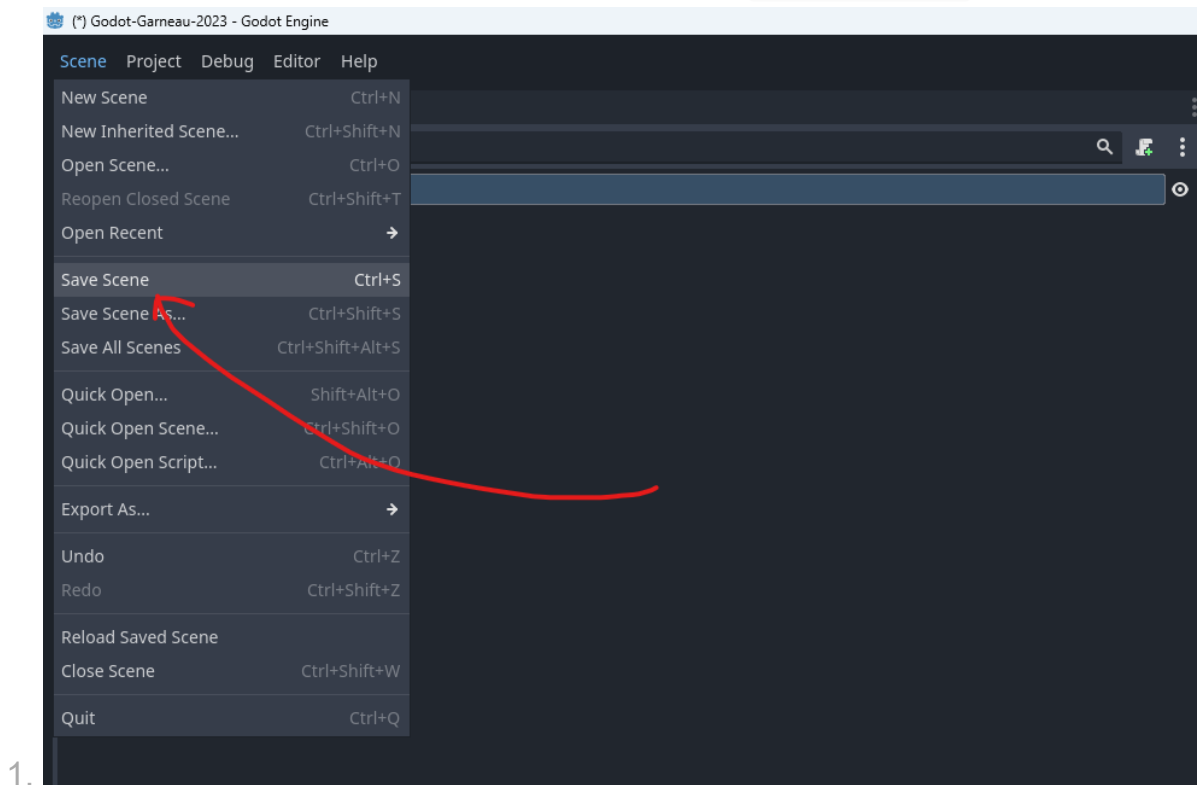 (*) Godot-Garneau-2023 - Godot Engine
Scene Project Debug Editor Help
New Scene Ctrl+N
New Inherited Scene... Ctrl+Shift+N
Open Scene... Ctrl+O
Reopen Closed Scene Ctrl+Shift+T
Open Recent
Save Scene Ctrl+S
Save Scene As... Ctrl+Shift+S
Save All Scenes Ctrl+Shift+Alt+S
Quick Open... Shift+Alt+O
Quick Open Scene... Ctrl+Shift+O
Quick Open Script... Ctrl+Alt+O
Export As...
Undo Ctrl+Z
Redo Ctrl+Shift+Z
Reload Saved Scene
Close Scene Ctrl+Shift+W
Quit Ctrl+Q
1.